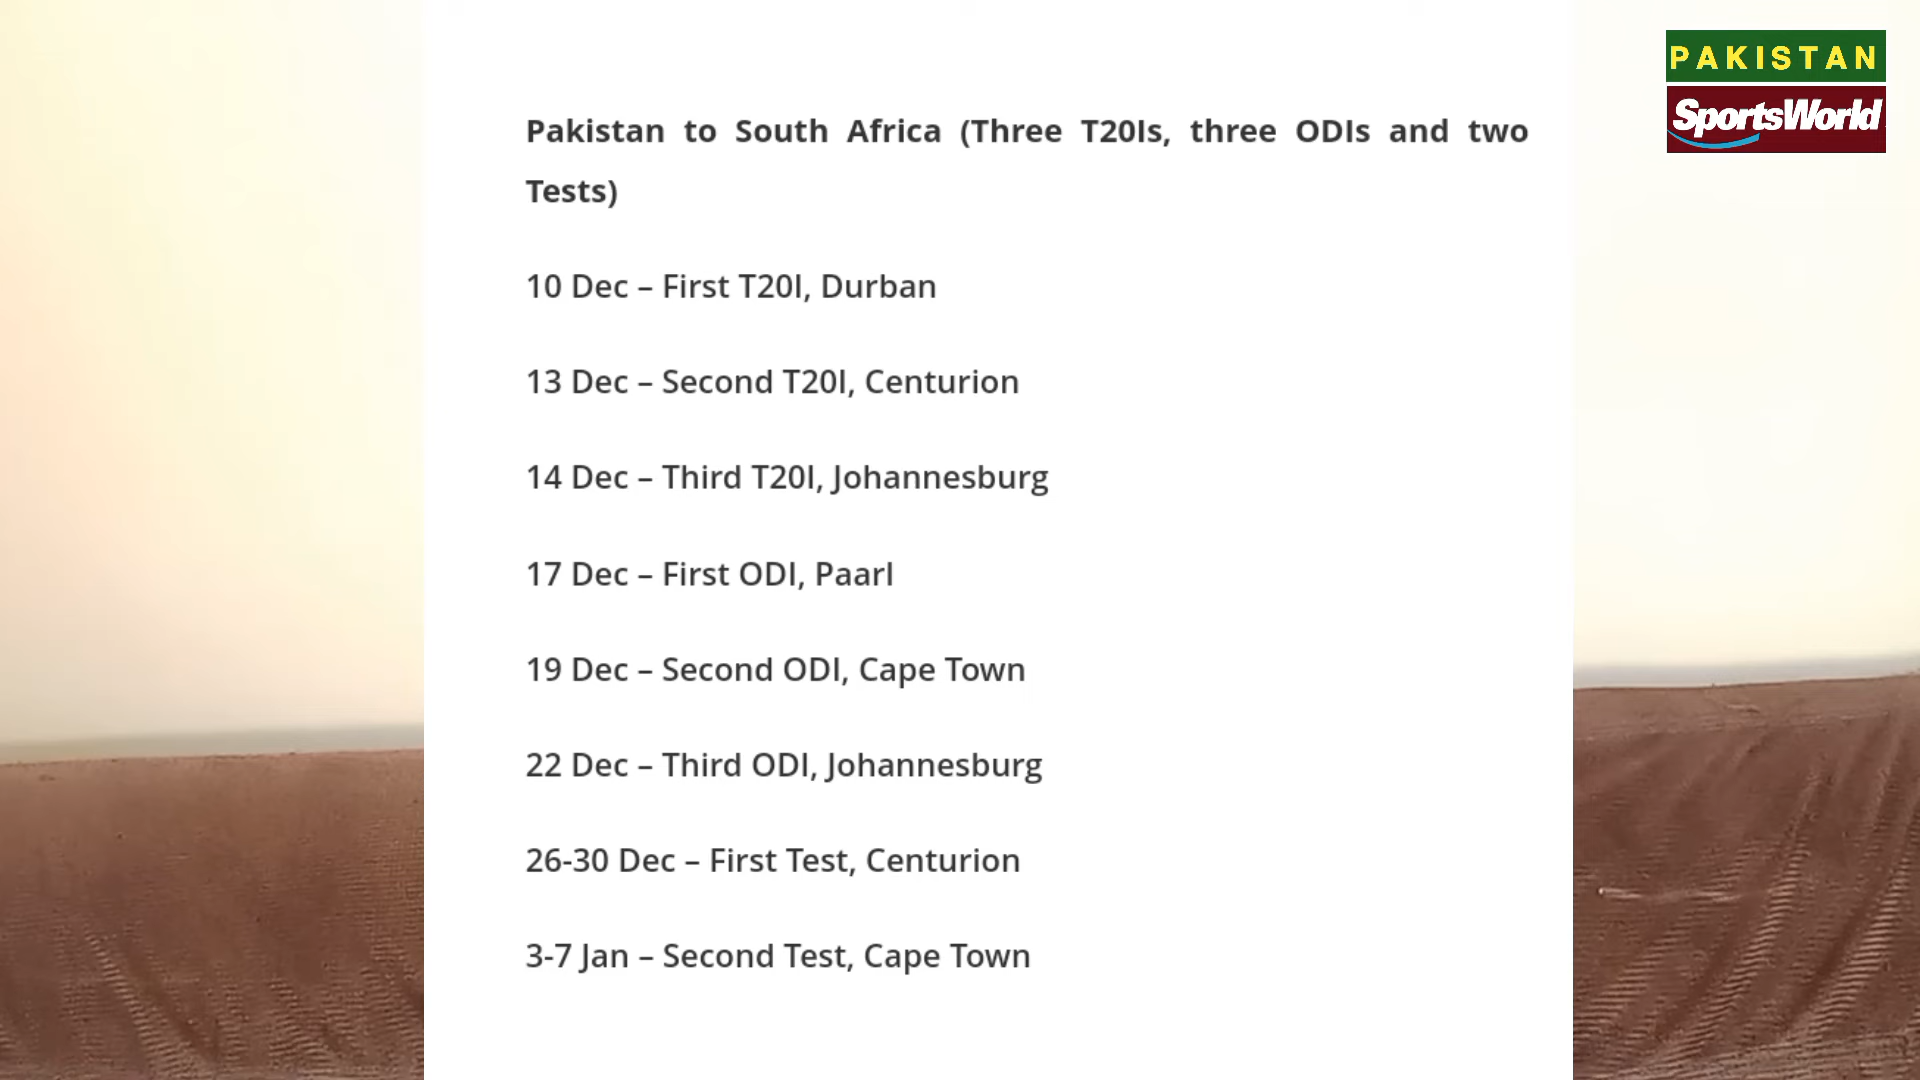 PAKISTAN
SportsWorld
Pakistan to South Africa (Three T20Is, three ODIs and two
Tests)
10 Dec – First T20I, Durban
13 Dec – Second T20I, Centurion
14 Dec – Third T20I, Johannesburg
17 Dec – First ODI, Paarl
19 Dec – Second ODI, Cape Town
22 Dec – Third ODI, Johannesburg
26-30 Dec – First Test, Centurion
3-7 Jan – Second Test, Cape Town